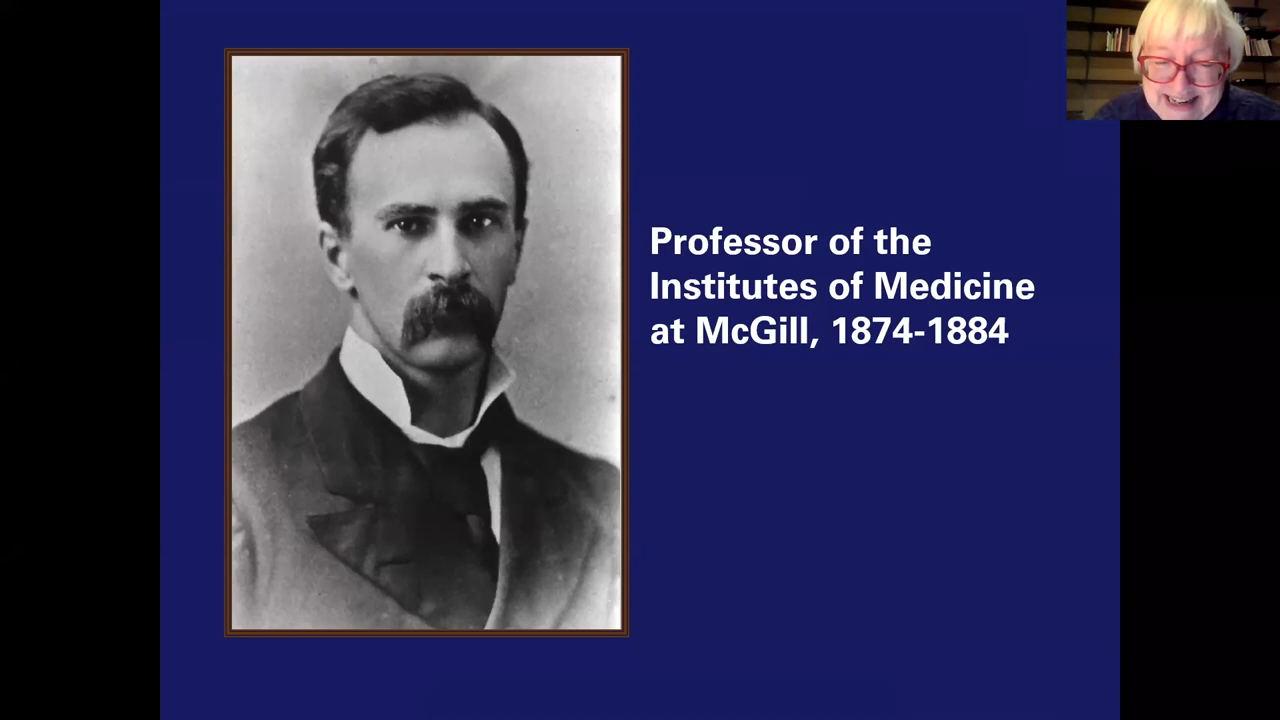 Professor of the
Institutes of Medicine
at McGill, 1874-1884